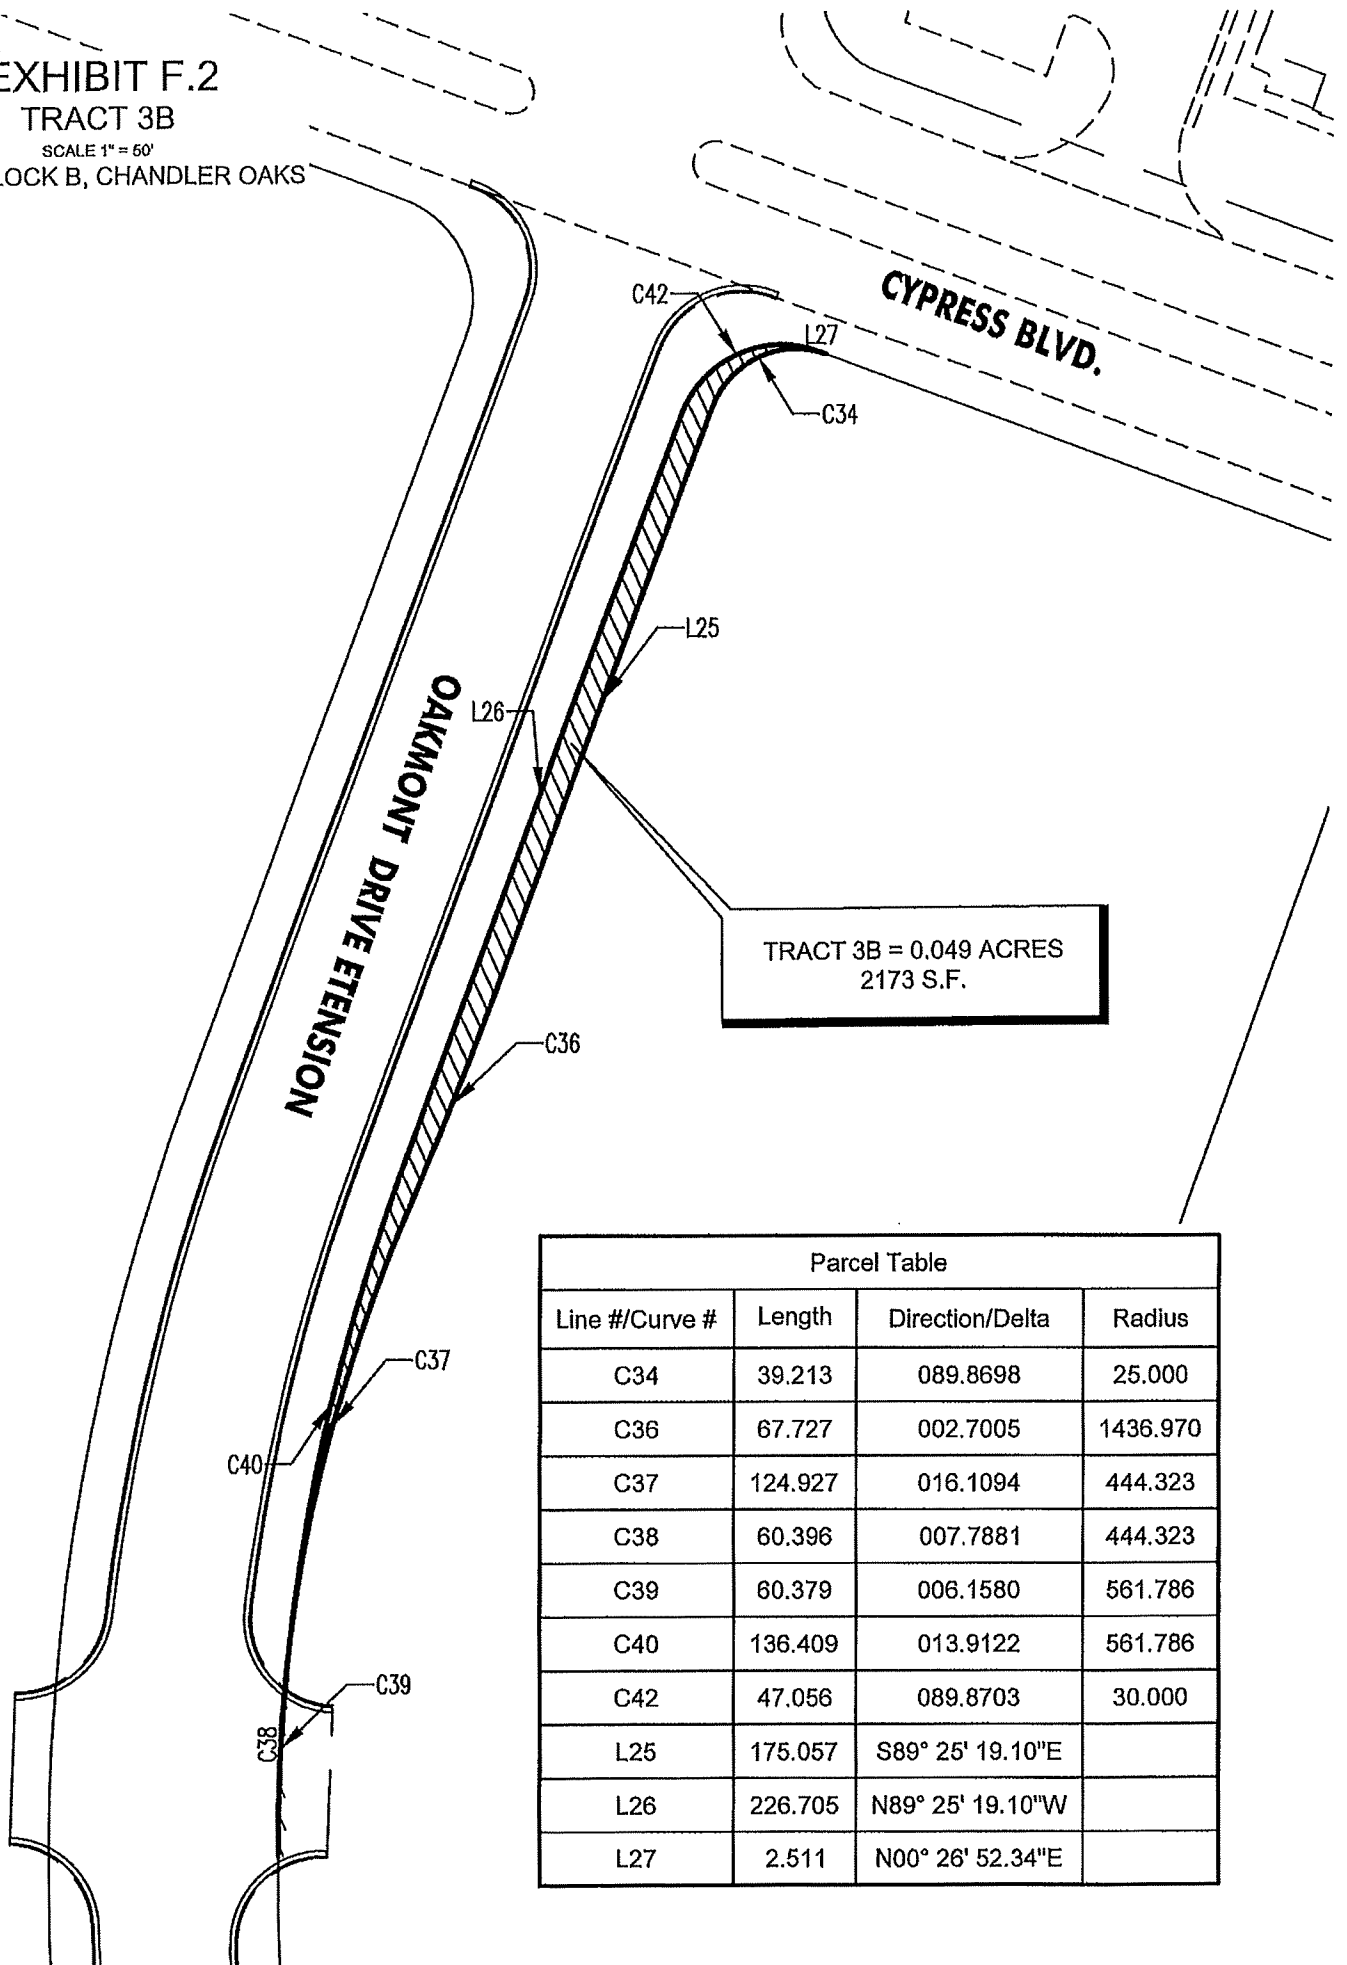 EXHIBIT F.2
TRACT 3B
SCALE 1" = 50'
LOCK B, CHANDLER OAKS
CYPRESS BLVD.
C42
L27
C34
L25
L26
OAKMONT DRIVE ETENSION
TRACT 3B = 0.049 ACRES
2173 S.F.
C36
C37
C40
C39
C38
Parcel Table
Line #/Curve # Length Direction/Delta Radius
C34 39.213 089.8698 25.000
C36 67.727 002.7005 1436.970
C37 124.927 016.1094 444.323
C38 60.396 007.7881 444.323
C39 60.379 006.1580 561.786
C40 136.409 013.9122 561.786
C42 47.056 089.8703 30.000
L25 175.057 S89° 25' 19.10"E
L26 226.705 N89° 25' 19.10"W
L27 2.511 N00° 26' 52.34"E